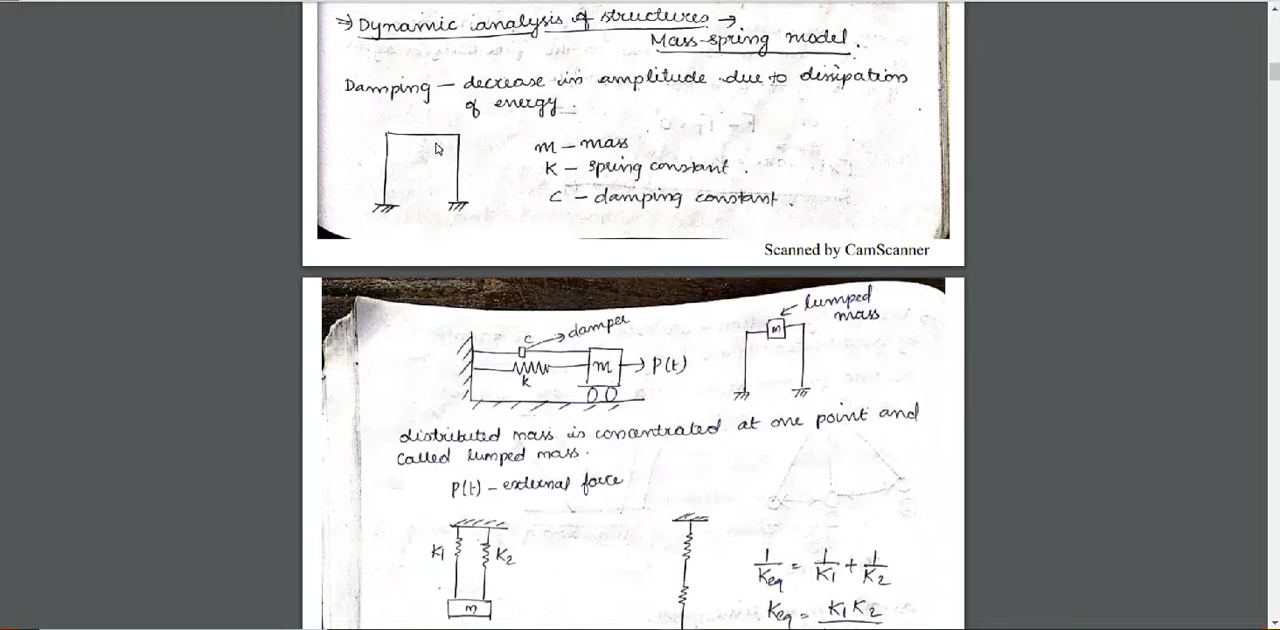 ⇒ Dynamic analysis of structures →
Mass-spring model.
Damping — decrease in amplitude due to dissipation
of energy.
m — mass
K — spring constant.
c — damping constant.
Scanned by CamScanner
lumped
mass
c → damper
m
K
m → P(t)
distributed mass is concentrated at one point and
called lumped mass.
P(t) — external force
K1 K2
m
1/Keq = 1/K1 + 1/K2
Keq = K1 K2